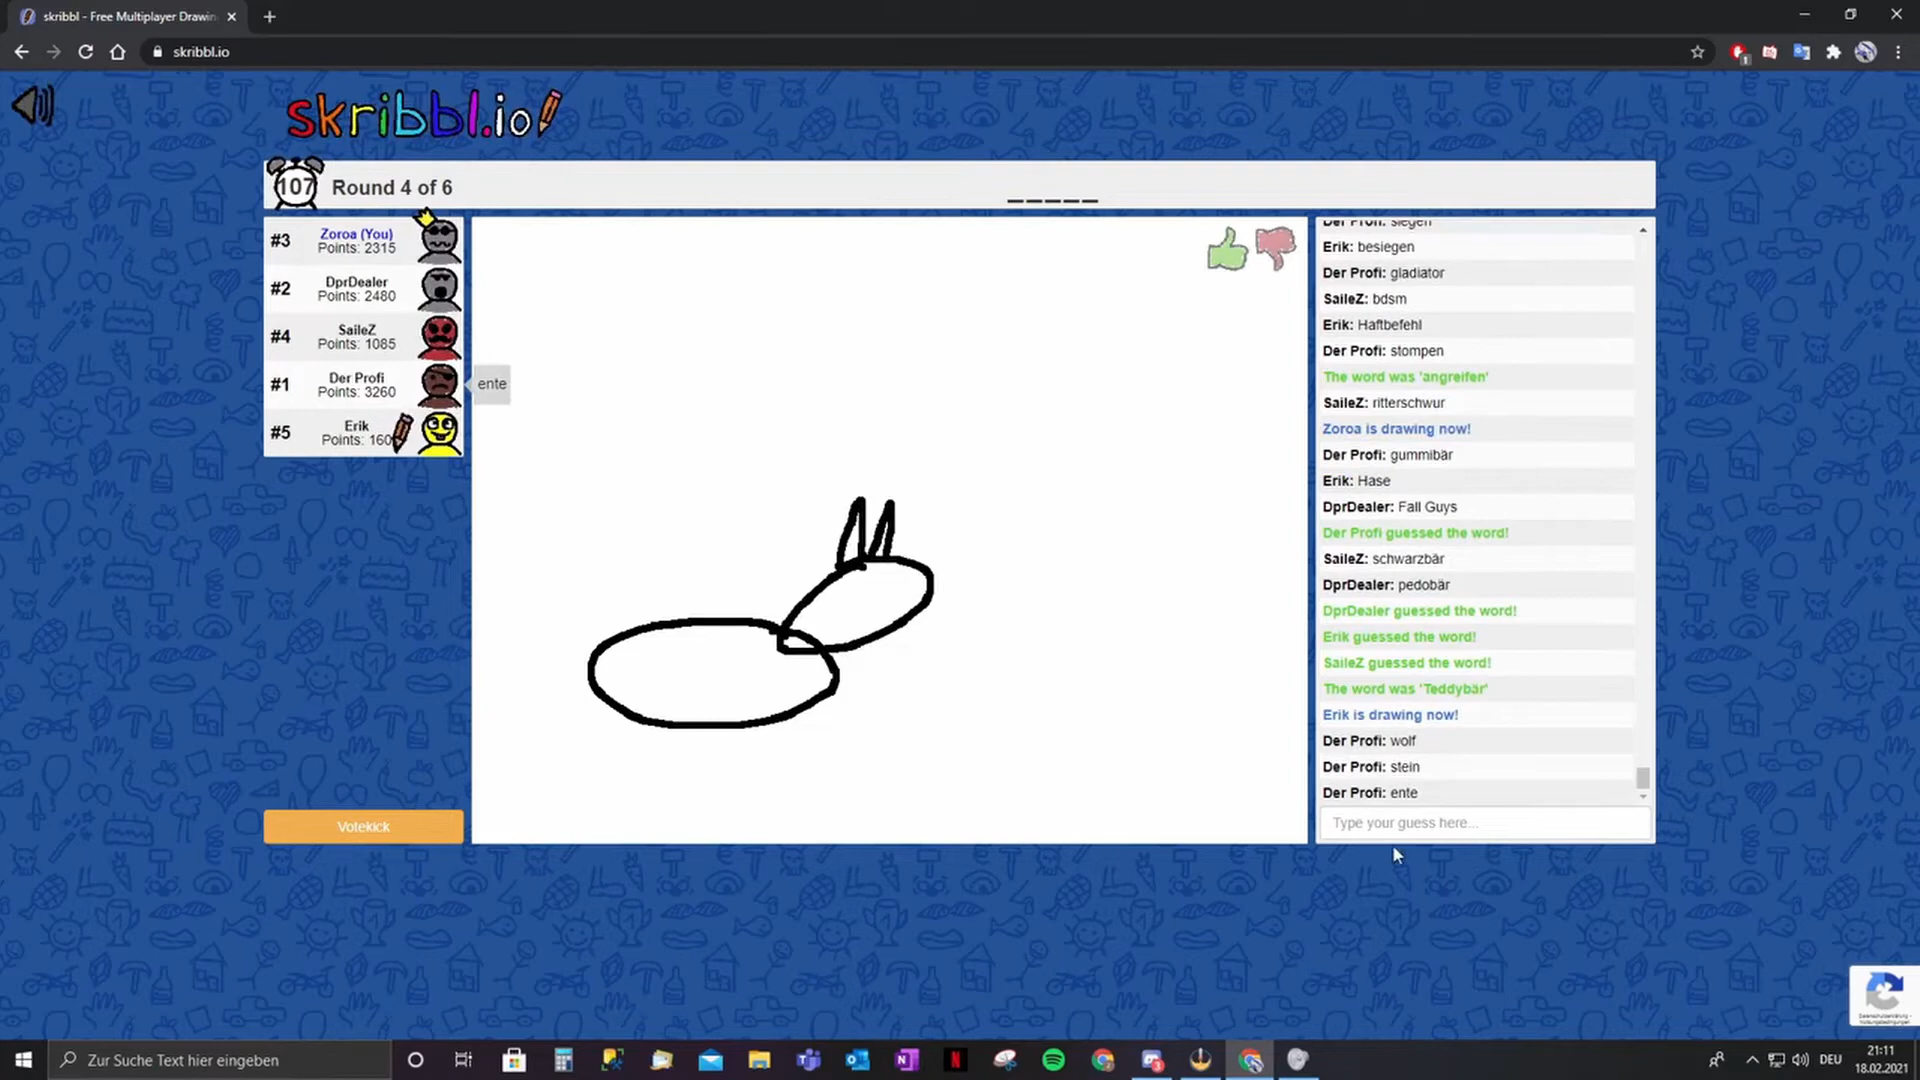 skribbl - Free Multiplayer Drawin
skribbl.io
skribbl.io
107
Round 4 of 6
_ _ _ _ _
#3
Zoroa (You)
Points: 2315
#2
DprDealer
Points: 2480
#4
SaileZ
Points: 1085
#1
Der Profi
Points: 3260
ente
#5
Erik
Points: 160
Votekick
Der Profi: siegen
Erik: besiegen
Der Profi: gladiator
SaileZ: bdsm
Erik: Haftbefehl
Der Profi: stompen
The word was 'angreifen'
SaileZ: ritterschwur
Zoroa is drawing now!
Der Profi: gummibär
Erik: Hase
DprDealer: Fall Guys
Der Profi guessed the word!
SaileZ: schwarzbär
DprDealer: pedobär
DprDealer guessed the word!
Erik guessed the word!
SaileZ guessed the word!
The word was 'Teddybär'
Erik is drawing now!
Der Profi: wolf
Der Profi: stein
Der Profi: ente
Type your guess here...
Zur Suche Text hier eingeben
DEU
21:11
18.02.2021